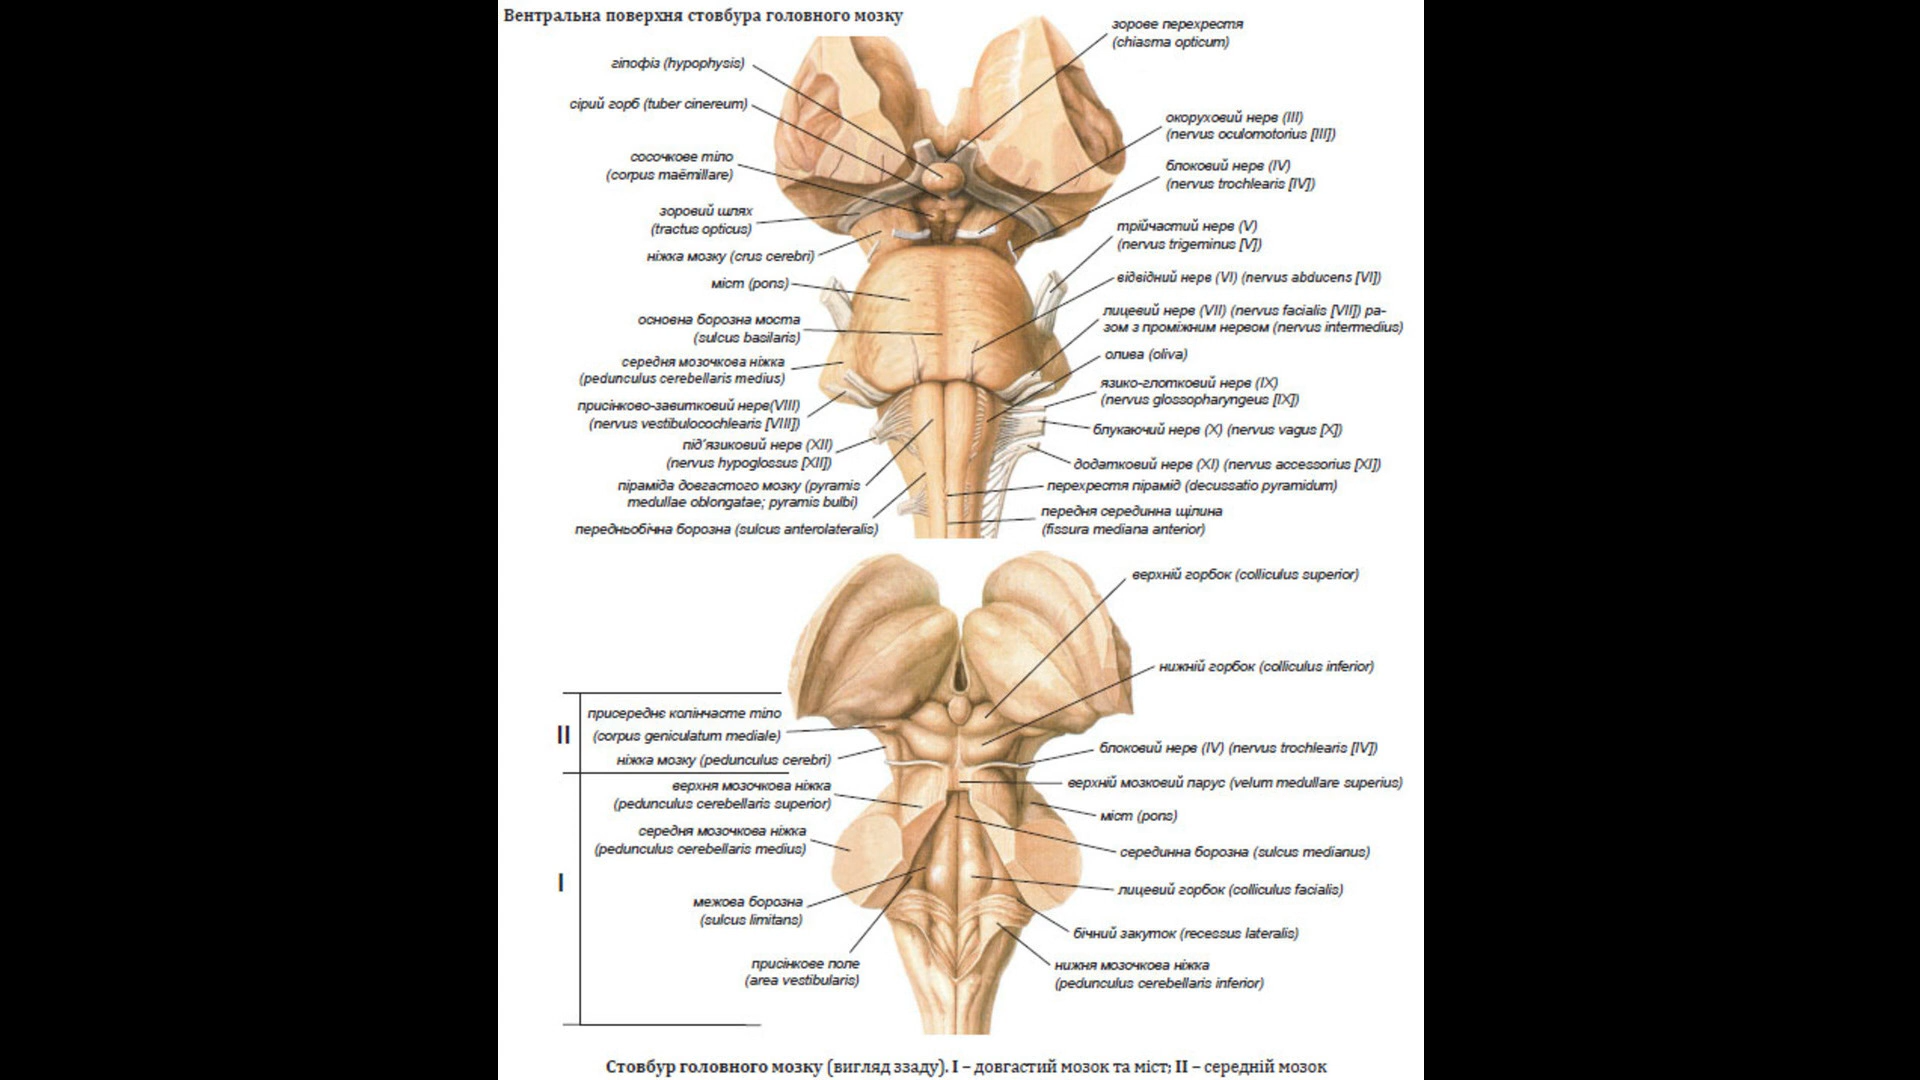 Вентральна поверхня стовбура головного мозку
зорове перехрестя
(chiasma opticum)
гіпофіз (hypophysis)
сірий горб (tuber cinereum)
окоруховий нерв (III)
(nervus oculomotorius [III])
сосочкове тіло
(corpus maëmillare)
блоковий нерв (IV)
(nervus trochlearis [IV])
зоровий шлях
(tractus opticus)
трійчастий нерв (V)
(nervus trigeminus [V])
ніжка мозку (crus cerebri)
міст (pons)
відвідний нерв (VI) (nervus abducens [VI])
основна борозна моста
(sulcus basilaris)
лицевий нерв (VII) (nervus facialis [VII]) ра-
зом з проміжним нервом (nervus intermedius)
середня мозочкова ніжка
(pedunculus cerebellaris medius)
олива (oliva)
язико-глотковий нерв (IX)
(nervus glossopharyngeus [IX])
присінково-завитковий нерв(VIII)
(nervus vestibulocochlearis [VIII])
блукаючий нерв (X) (nervus vagus [X])
під'язиковий нерв (XII)
(nervus hypoglossus [XII])
додатковий нерв (XI) (nervus accessorius [XI])
піраміда довгастого мозку (pyramis
medullae oblongatae; pyramis bulbi)
перехрестя пірамід (decussatio pyramidum)
передня серединна щілина
(fissura mediana anterior)
передньобічна борозна (sulcus anterolateralis)
верхній горбок (colliculus superior)
нижній горбок (colliculus inferior)
II
присереднє колінчасте тіло
(corpus geniculatum mediale)
ніжка мозку (pedunculus cerebri)
блоковий нерв (IV) (nervus trochlearis [IV])
верхній мозковий парус (velum medullare superius)
верхня мозочкова ніжка
(pedunculus cerebellaris superior)
міст (pons)
середня мозочкова ніжка
(pedunculus cerebellaris medius)
серединна борозна (sulcus medianus)
I
лицевий горбок (colliculus facialis)
межова борозна
(sulcus limitans)
бічний закуток (recessus lateralis)
присінкове поле
(area vestibularis)
нижня мозочкова ніжка
(pedunculus cerebellaris inferior)
Стовбур головного мозку (вигляд ззаду). I – довгастий мозок та міст; II – середній мозок